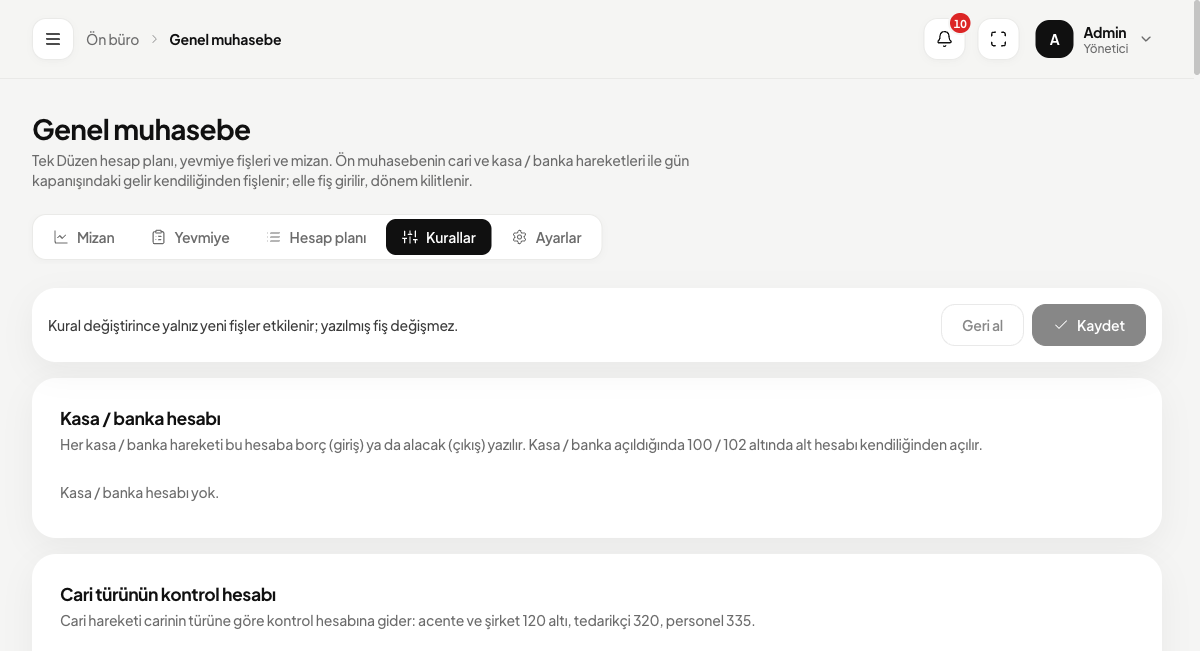 Ön büro > Genel muhasebe
10
A
Admin
Yönetici
Genel muhasebe
Tek Düzen hesap planı, yevmiye fişleri ve mizan. Ön muhasebenin cari ve kasa / banka hareketleri ile gün
kapanışındaki gelir kendiliğinden fişlenir; elle fiş girilir, dönem kilitlenir.
Mizan Yevmiye Hesap planı Kurallar Ayarlar
Kural değiştirince yalnız yeni fişler etkilenir; yazılmış fiş değişmez.
Geri al Kaydet
Kasa / banka hesabı
Her kasa / banka hareketi bu hesaba borç (giriş) ya da alacak (çıkış) yazılır. Kasa / banka açıldığında 100 / 102 altında alt hesabı kendiliğinden açılır.
Kasa / banka hesabı yok.
Cari türünün kontrol hesabı
Cari hareketi carinin türüne göre kontrol hesabına gider: acente ve şirket 120 altı, tedarikçi 320, personel 335.